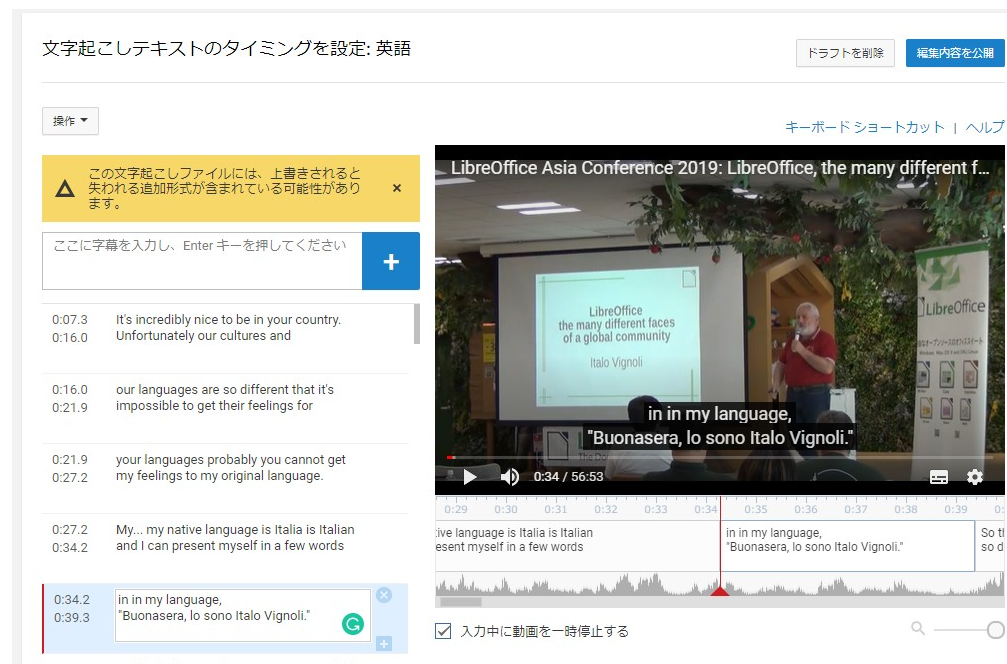 文字起こしテキストのタイミングを設定: 英語
ドラフトを削除
編集内容を公開
操作
キーボード ショートカット | ヘルプ
この文字起こしファイルには、上書きされると
失われる追加形式が含まれている可能性があり
ます。
×
ここに字幕を入力し、Enter キーを押してください
+
0:07.3
0:16.0
It's incredibly nice to be in your country.
Unfortunately our cultures and
0:16.0
0:21.9
our languages are so different that it's
impossible to get their feelings for
0:21.9
0:27.2
your languages probably you cannot get
my feelings to my original language.
0:27.2
0:34.2
My... my native language is Italia is Italian
and I can present myself in a few words
0:34.2
0:39.3
in in my language,
"Buonasera, lo sono Italo Vignoli."
LibreOffice Asia Conference 2019: LibreOffice, the many different f...
LibreOffice
the many different faces
of a global community
Italo Vignoli
LibreOffice
in in my language,
"Buonasera, lo sono Italo Vignoli."
0:34 / 56:53
0:29 0:30 0:31 0:32 0:33 0:34 0:35 0:36 0:37 0:38 0:39 0:
ive language is Italia is Italian
esent myself in a few words
in in my language,
"Buonasera, lo sono Italo Vignoli."
So t
so d
入力中に動画を一時停止する